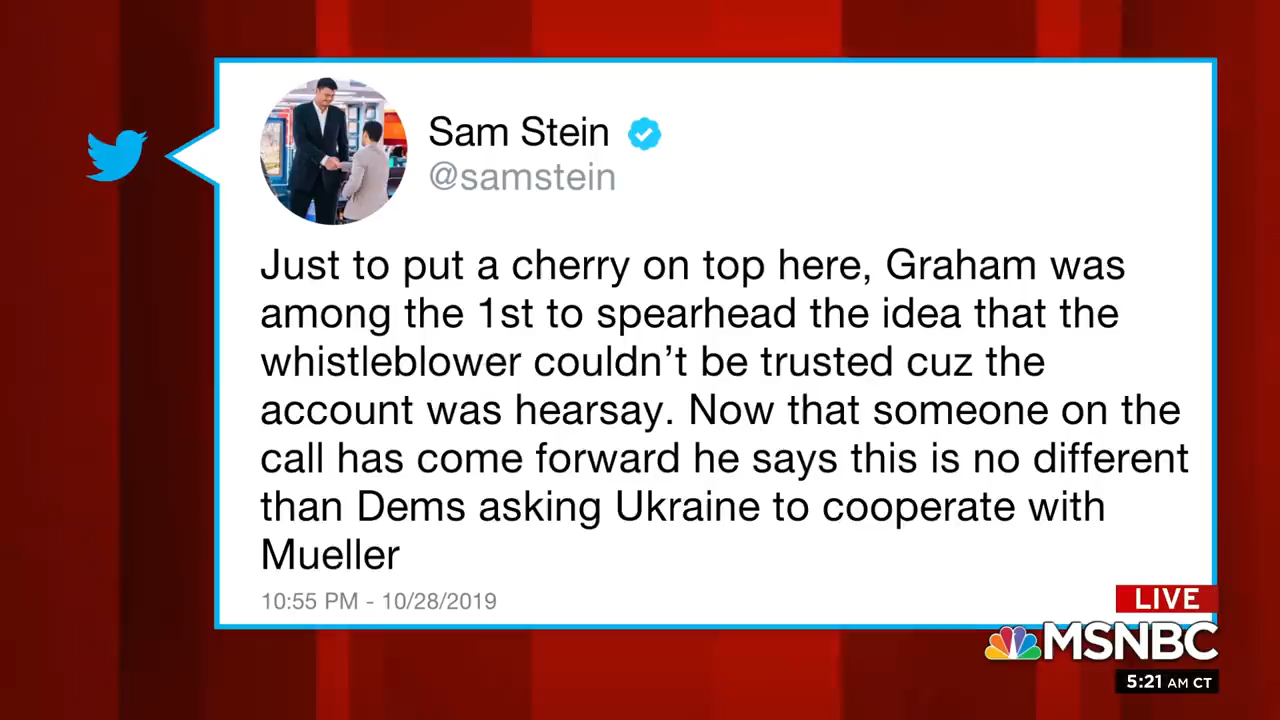 Sam Stein
@samstein
Just to put a cherry on top here, Graham was
among the 1st to spearhead the idea that the
whistleblower couldn’t be trusted cuz the
account was hearsay. Now that someone on the
call has come forward he says this is no different
than Dems asking Ukraine to cooperate with
Mueller
10:55 PM - 10/28/2019
LIVE
MSNBC
5:21 AM CT